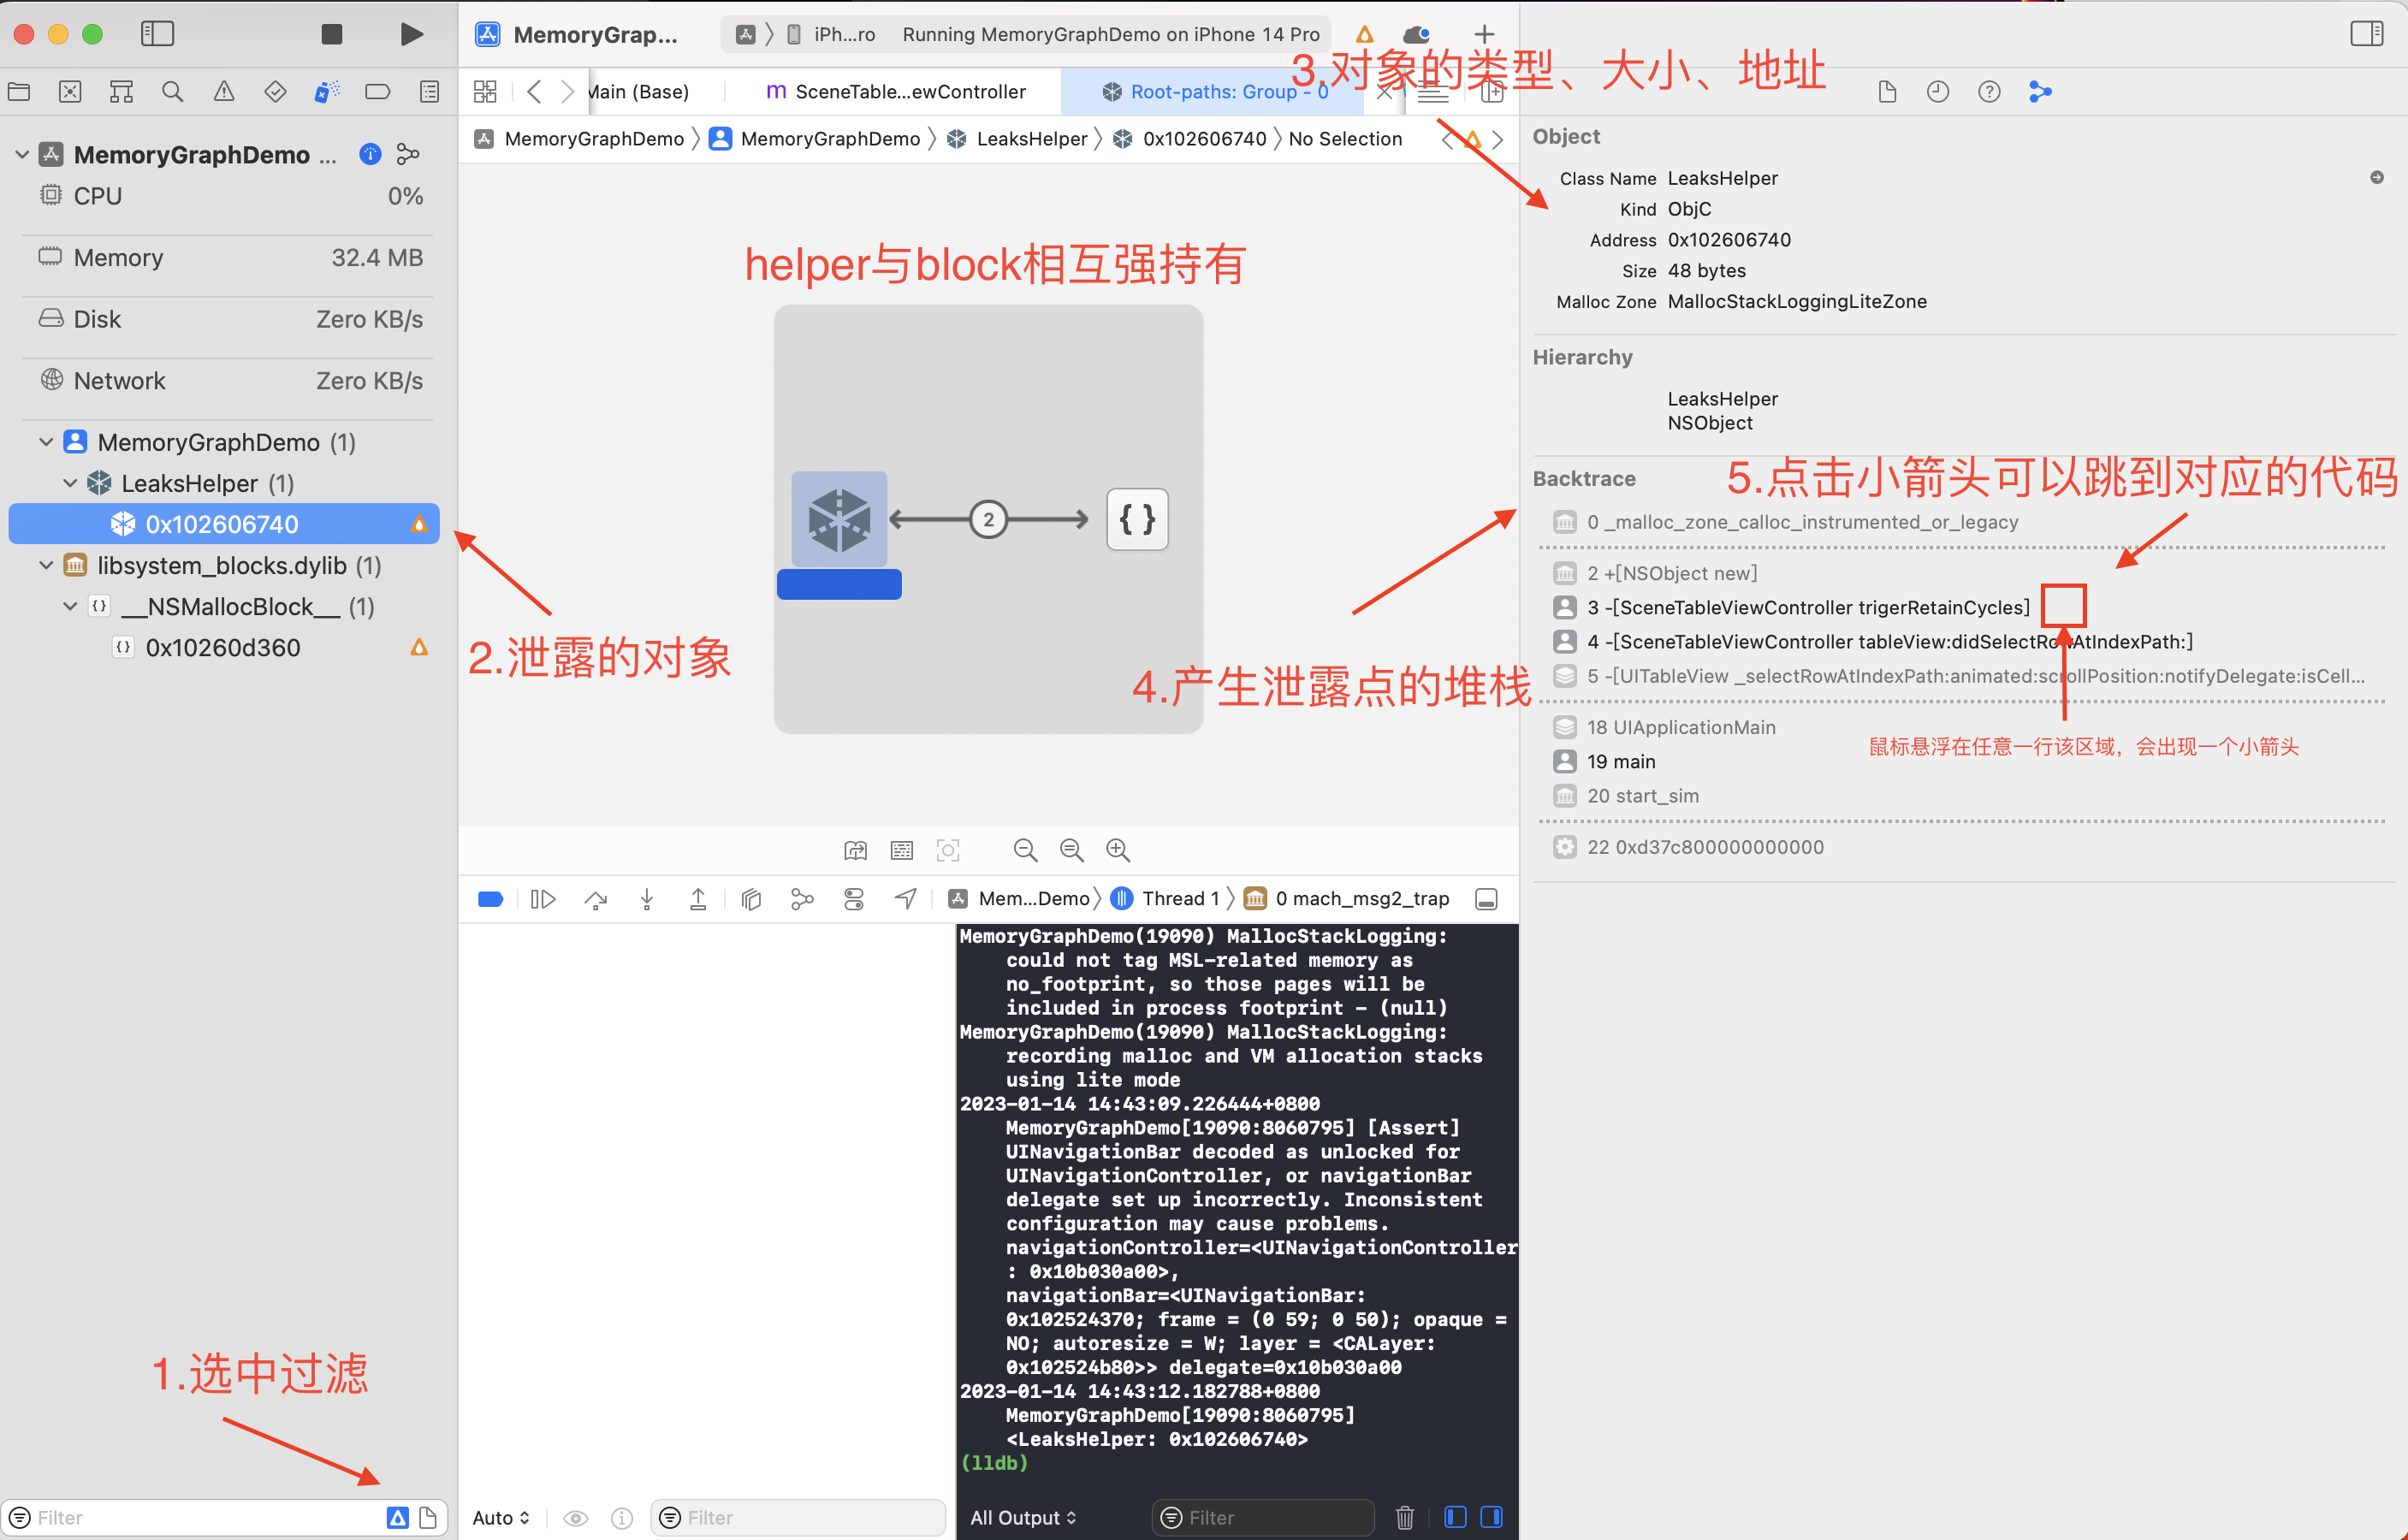 MemoryGrap...
iPh...ro
Running MemoryGraphDemo on iPhone 14 Pro
3.对象的类型、大小、地址
Main (Base)
m SceneTable...ewController
Root-paths: Group - 0
MemoryGraphDemo
MemoryGraphDemo
LeaksHelper
0x102606740
No Selection
MemoryGraphDemo ...
CPU 0%
Memory 32.4 MB
Disk Zero KB/s
Network Zero KB/s
MemoryGraphDemo (1)
LeaksHelper (1)
0x102606740
libsystem_blocks.dylib (1)
{} __NSMallocBlock__ (1)
{} 0x10260d360
2.泄露的对象
1.选中过滤
Filter
helper与block相互强持有
2
{}
4.产生泄露点的堆栈
Object
Class Name LeaksHelper
Kind ObjC
Address 0x102606740
Size 48 bytes
Malloc Zone MallocStackLoggingLiteZone
Hierarchy
LeaksHelper
NSObject
Backtrace
5.点击小箭头可以跳到对应的代码
0 _malloc_zone_calloc_instrumented_or_legacy
2 +[NSObject new]
3 -[SceneTableViewController trigerRetainCycles]
4 -[SceneTableViewController tableView:didSelectRowAtIndexPath:]
5 -[UITableView _selectRowAtIndexPath:animated:scrollPosition:notifyDelegate:isCell...
18 UIApplicationMain
鼠标悬浮在任意一行该区域，会出现一个小箭头
19 main
20 start_sim
22 0xd37c800000000000
Mem...Demo
Thread 1
0 mach_msg2_trap
MemoryGraphDemo(19090) MallocStackLogging:
could not tag MSL-related memory as
no_footprint, so those pages will be
included in process footprint - (null)
MemoryGraphDemo(19090) MallocStackLogging:
recording malloc and VM allocation stacks
using lite mode
2023-01-14 14:43:09.226444+0800
MemoryGraphDemo[19090:8060795] [Assert]
UINavigationBar decoded as unlocked for
UINavigationController, or navigationBar
delegate set up incorrectly. Inconsistent
configuration may cause problems.
navigationController=<UINavigationController
: 0x10b030a00>,
navigationBar=<UINavigationBar:
0x102524370; frame = (0 59; 0 50); opaque =
NO; autoresize = W; layer = <CALayer:
0x102524b80>> delegate=0x10b030a00
2023-01-14 14:43:12.182788+0800
MemoryGraphDemo[19090:8060795]
<LeaksHelper: 0x102606740>
(lldb)
Auto
Filter
All Output
Filter